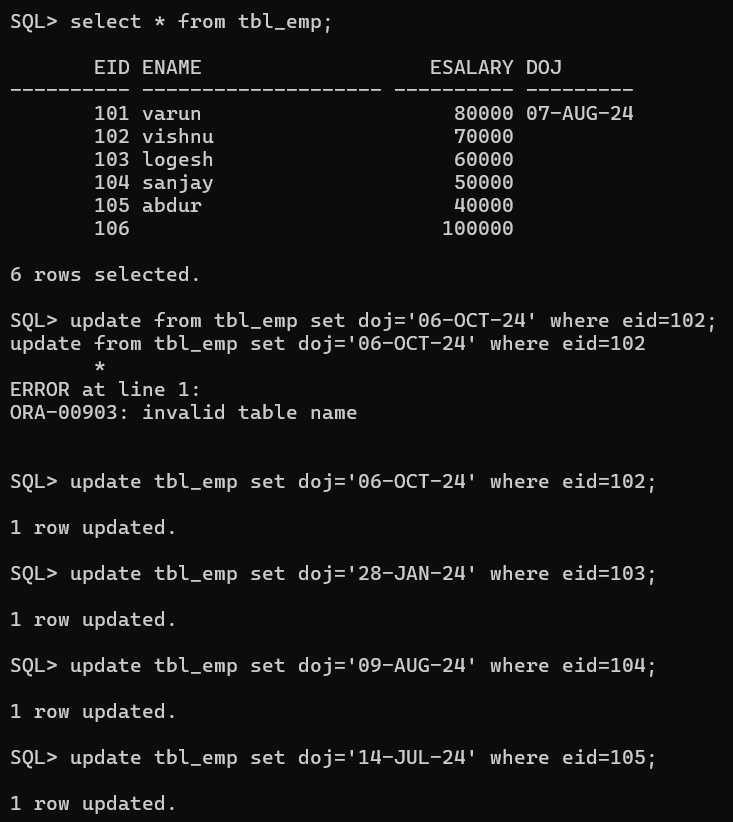 SQL> select * from tbl_emp;
       EID ENAME                   ESALARY DOJ
---------- -------------------- ---------- ---------
       101 varun                     80000 07-AUG-24
       102 vishnu                    70000
       103 logesh                    60000
       104 sanjay                    50000
       105 abdur                     40000
       106                          100000
6 rows selected.
SQL> update from tbl_emp set doj='06-OCT-24' where eid=102;
update from tbl_emp set doj='06-OCT-24' where eid=102
       *
ERROR at line 1:
ORA-00903: invalid table name
SQL> update tbl_emp set doj='06-OCT-24' where eid=102;
1 row updated.
SQL> update tbl_emp set doj='28-JAN-24' where eid=103;
1 row updated.
SQL> update tbl_emp set doj='09-AUG-24' where eid=104;
1 row updated.
SQL> update tbl_emp set doj='14-JUL-24' where eid=105;
1 row updated.